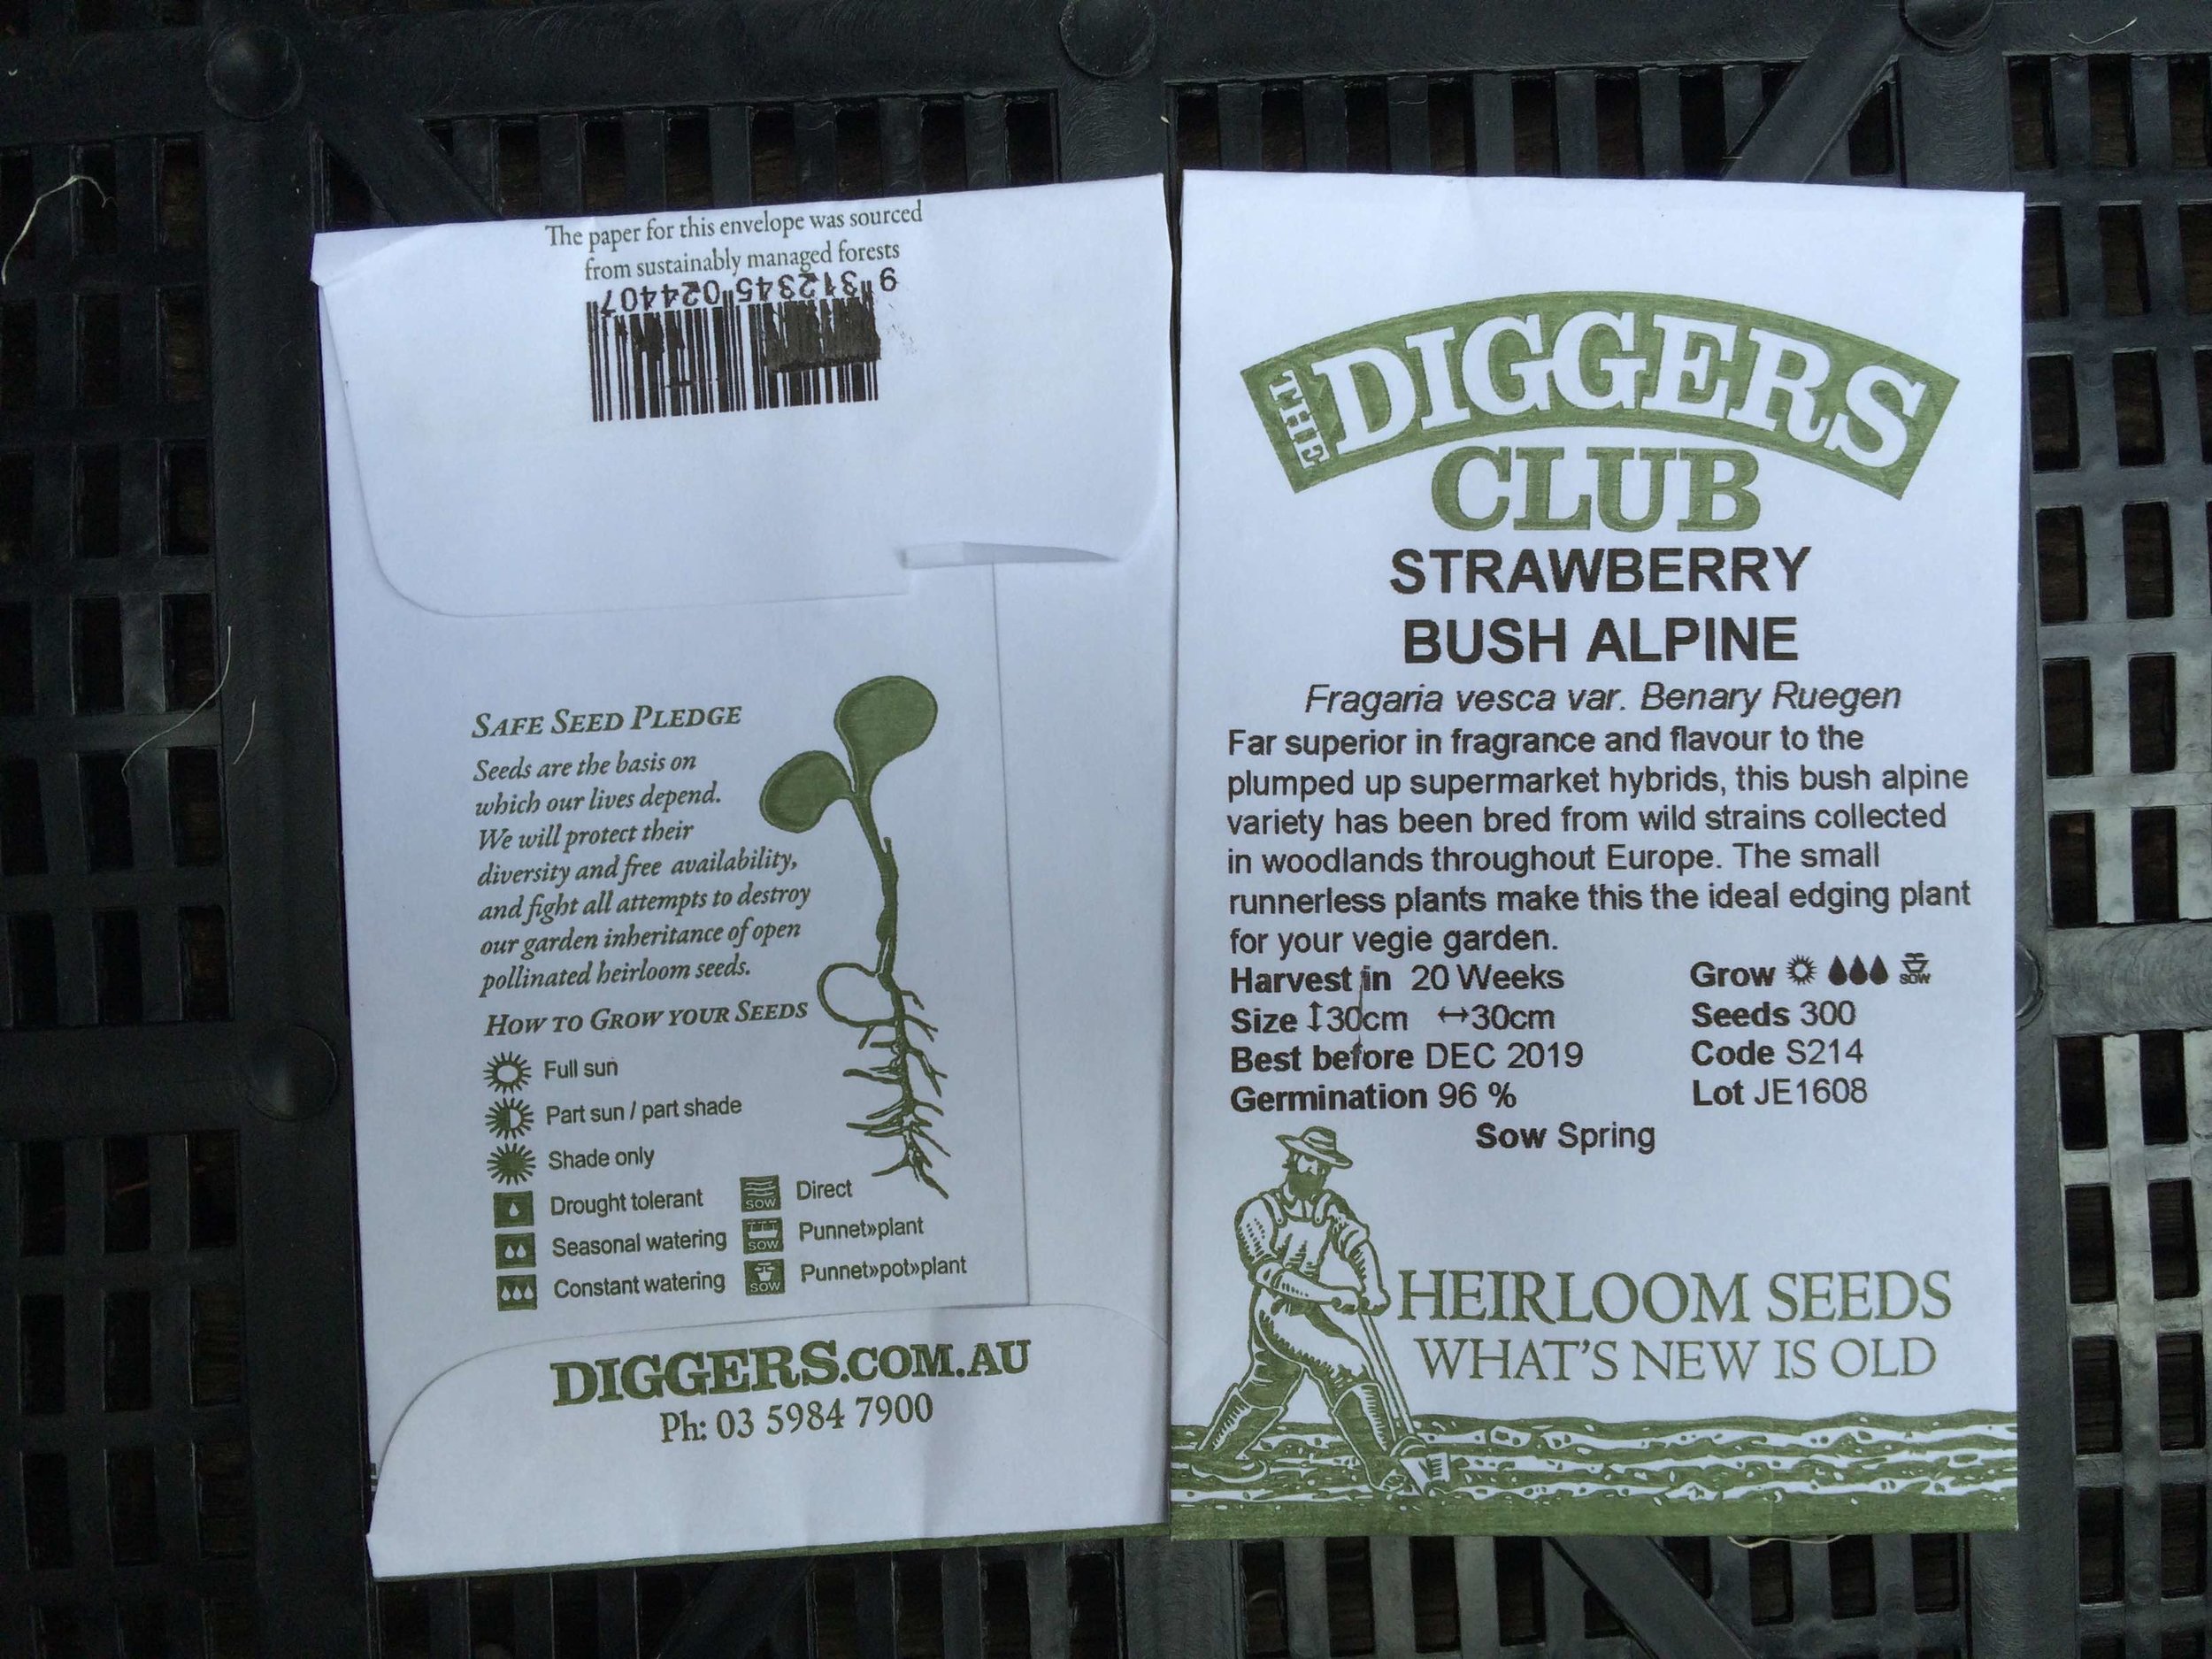 The paper for this envelope was sourced
from sustainably managed forests
9 312345 024407
SAFE SEED PLEDGE
Seeds are the basis on
which our lives depend.
We will protect their
diversity and free availability,
and fight all attempts to destroy
our garden inheritance of open
pollinated heirloom seeds.
HOW TO GROW YOUR SEEDS
Full sun
Part sun / part shade
Shade only
Drought tolerant SOW Direct
Seasonal watering SOW Punnet»plant
Constant watering SOW Punnet»pot»plant
DIGGERS.COM.AU
Ph: 03 5984 7900
THE DIGGERS
CLUB
STRAWBERRY
BUSH ALPINE
Fragaria vesca var. Benary Ruegen
Far superior in fragrance and flavour to the
plumped up supermarket hybrids, this bush alpine
variety has been bred from wild strains collected
in woodlands throughout Europe. The small
runnerless plants make this the ideal edging plant
for your vegie garden.
Harvest in 20 Weeks Grow SOW
Size ↕30cm ↔30cm Seeds 300
Best before DEC 2019 Code S214
Germination 96 % Lot JE1608
Sow Spring
HEIRLOOM SEEDS
WHAT'S NEW IS OLD